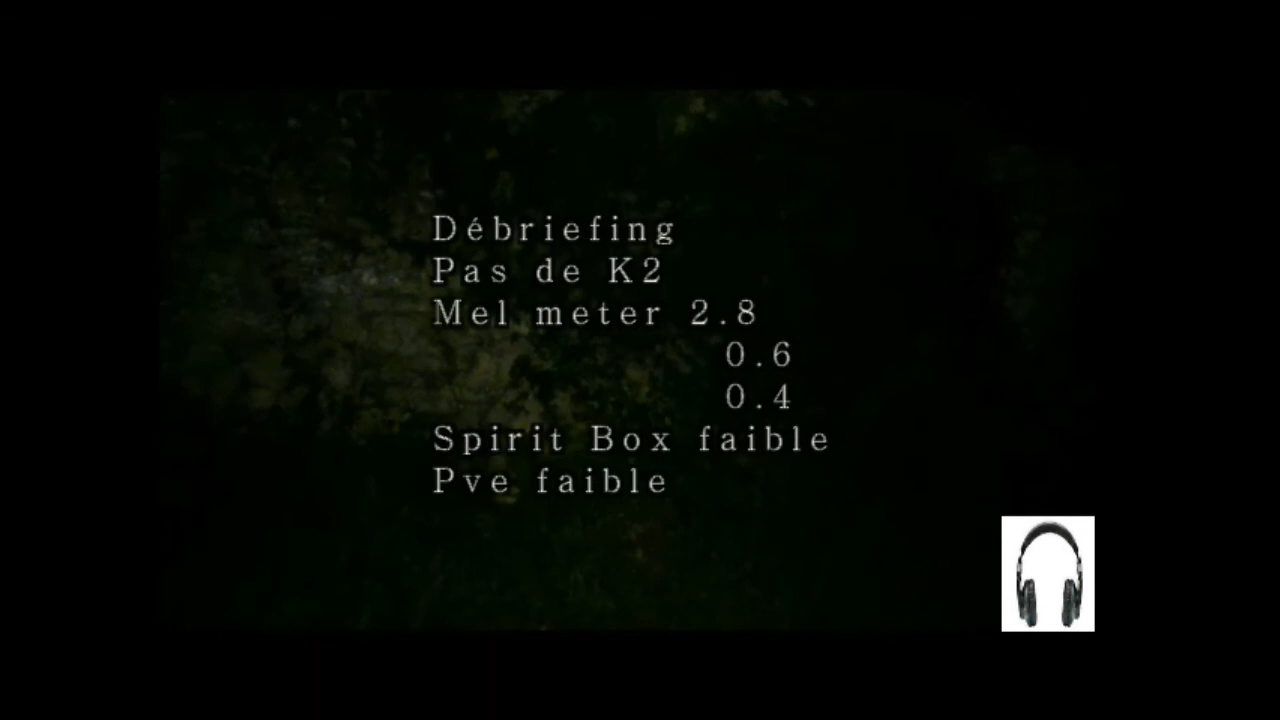 Débriefing
Pas de K2
Mel meter 2.8
0.6
0.4
Spirit Box faible
Pve faible